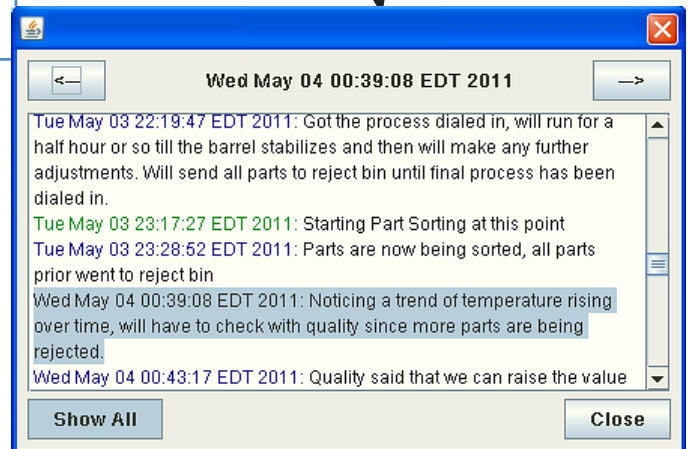 <— Wed May 04 00:39:08 EDT 2011 —>
Tue May 03 22:19:47 EDT 2011: Got the process dialed in, will run for a
half hour or so till the barrel stabilizes and then will make any further
adjustments. Will send all parts to reject bin until final process has been
dialed in.
Tue May 03 23:17:27 EDT 2011: Starting Part Sorting at this point
Tue May 03 23:28:52 EDT 2011: Parts are now being sorted, all parts
prior went to reject bin
Wed May 04 00:39:08 EDT 2011: Noticing a trend of temperature rising
over time, will have to check with quality since more parts are being
rejected.
Wed May 04 00:43:17 EDT 2011: Quality said that we can raise the value
Show All Close